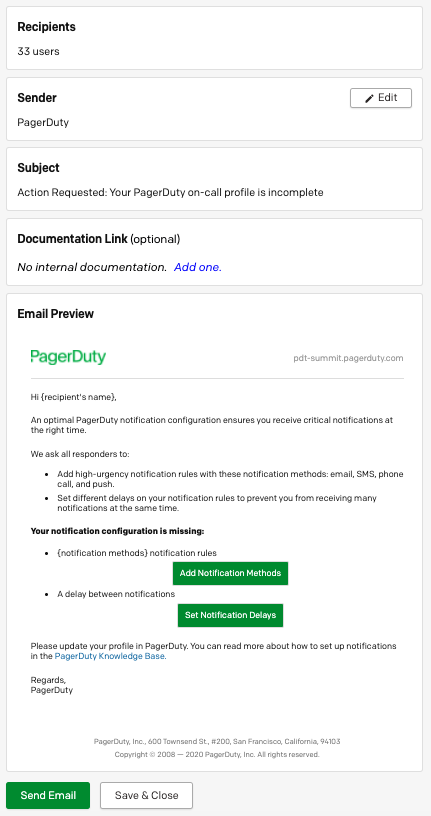 Recipients
33 users
Sender
Edit
PagerDuty
Subject
Action Requested: Your PagerDuty on-call profile is incomplete
Documentation Link (optional)
No internal documentation. Add one.
Email Preview
PagerDuty
pdt-summit.pagerduty.com
Hi {recipient's name},
An optimal PagerDuty notification configuration ensures you receive critical notifications at
the right time.
We ask all responders to:
• Add high-urgency notification rules with these notification methods: email, SMS, phone
call, and push.
• Set different delays on your notification rules to prevent you from receiving many
notifications at the same time.
Your notification configuration is missing:
• {notification methods} notification rules
Add Notification Methods
• A delay between notifications
Set Notification Delays
Please update your profile in PagerDuty. You can read more about how to set up notifications
in the PagerDuty Knowledge Base.
Regards,
PagerDuty
PagerDuty, Inc., 600 Townsend St., #200, San Francisco, California, 94103
Copyright © 2008 — 2020 PagerDuty, Inc. All rights reserved.
Send Email
Save & Close